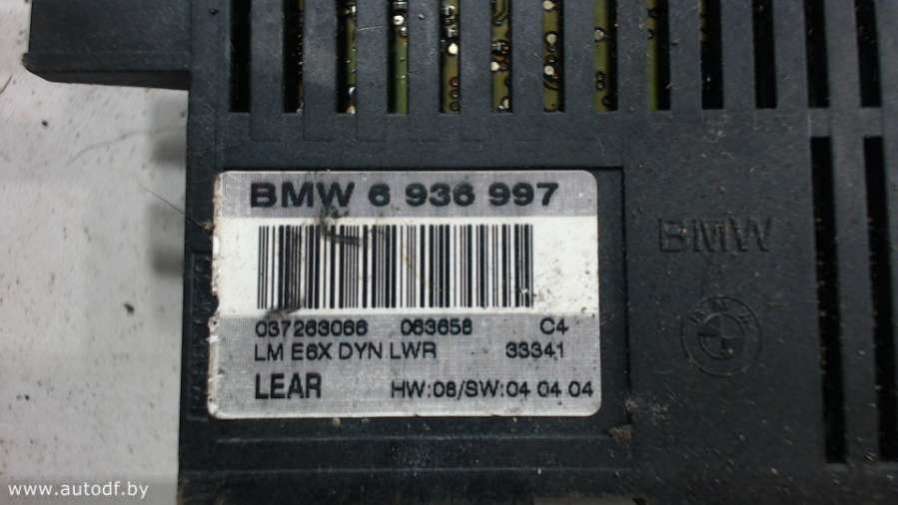 BMW 6 936 997
037263066 063658 C4
LM E6X DYN LWR 33341
LEAR HW:06/SW:04 04 04
BMW
www.autodf.by